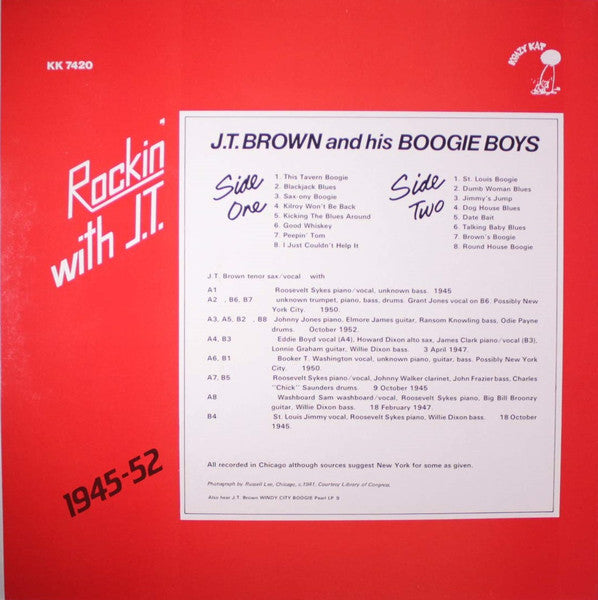 KK 7420
KRAZY KAT
Rockin'
with J.T.
1945-52
J.T. BROWN and his BOOGIE BOYS
Side
One
1. This Tavern Boogie
2. Blackjack Blues
3. Sax-ony Boogie
4. Kilroy Won't Be Back
5. Kicking The Blues Around
6. Good Whiskey
7. Peepin' Tom
8. I Just Couldn't Help It
Side
Two
1. St. Louis Boogie
2. Dumb Woman Blues
3. Jimmy's Jump
4. Dog House Blues
5. Date Bait
6. Talking Baby Blues
7. Brown's Boogie
8. Round House Boogie
J.T. Brown tenor sax/vocal with
A1 Roosevelt Sykes piano/vocal, unknown bass. 1945
A2 , B6, B7 unknown trumpet, piano, bass, drums. Grant Jones vocal on B6. Possibly New
York City. 1950.
A3, A5, B2 , B8 Johnny Jones piano, Elmore James guitar, Ransom Knowling bass, Odie Payne
drums. October 1952.
A4, B3 Eddie Boyd vocal (A4), Howard Dixon alto sax, James Clark piano/vocal (B3),
Lonnie Graham guitar, Willie Dixon bass. 3 April 1947.
A6, B1 Booker T. Washington vocal, unknown piano, guitar, bass. Possibly New York
City. 1950.
A7, B5 Roosevelt Sykes piano/vocal, Johnny Walker clarinet, John Frazier bass, Charles
"Chick" Saunders drums. 9 October 1945
A8 Washboard Sam washboard/vocal, Roosevelt Sykes piano, Big Bill Broonzy
guitar, Willie Dixon bass. 18 February 1947.
B4 St. Louis Jimmy vocal, Roosevelt Sykes piano, Willie Dixon bass. 18 October
1945.
All recorded in Chicago although sources suggest New York for some as given.
Photograph by Russell Lee, Chicago, c.1941. Courtesy Library of Congress.
Also hear J.T. Brown WINDY CITY BOOGIE Pearl LP 9